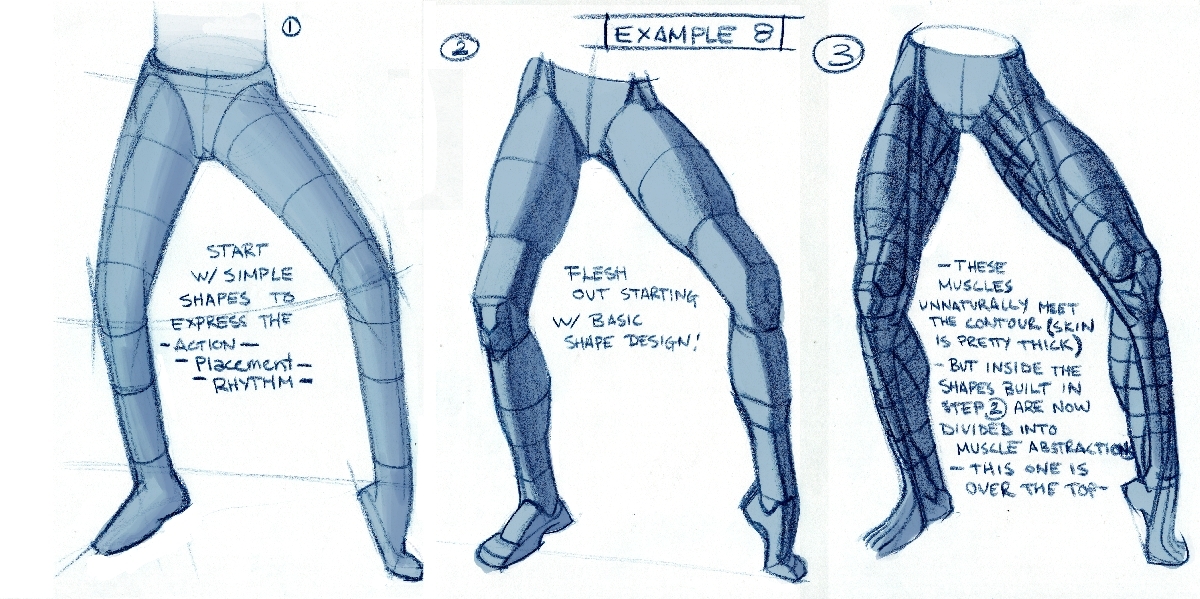 ①
START
W/ SIMPLE
SHAPES TO
EXPRESS THE
- ACTION -
- Placement -
- RHYTHM -
②
EXAMPLE 8
FLESH
OUT STARTING
W/ BASIC
SHAPE DESIGN!
③
- THESE
MUSCLES
UNNATURALLY MEET
THE CONTOUR (SKIN
IS PRETTY THICK)
- BUT INSIDE THE
SHAPES BUILT IN
STEP ② ARE NOW
DIVIDED INTO
MUSCLE ABSTRACTIONS
- THIS ONE IS
OVER THE TOP -